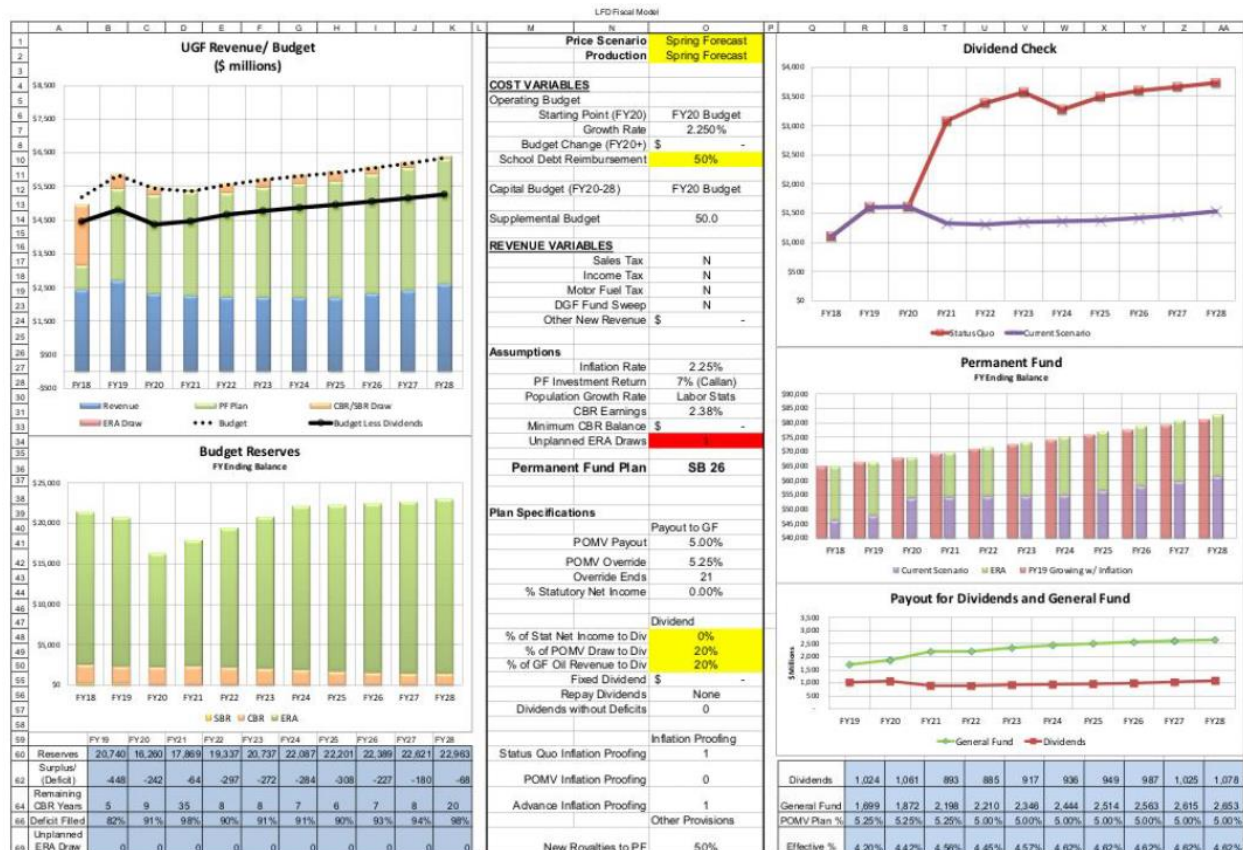 LFD Fiscal Model
A B C D E F G H I J K L M N O P Q R S T U V W X Y Z AA
UGF Revenue/ Budget
($ millions)
$8,500
$7,500
$6,500
$5,500
$4,500
$3,500
$2,500
$1,500
$500
-$500
FY18 FY19 FY20 FY21 FY22 FY23 FY24 FY25 FY26 FY27 FY28
Revenue PF Plan CBR/SBR Draw
ERA Draw Budget Budget Less Dividends
Budget Reserves
FY Ending Balance
$25,000
$20,000
$15,000
$10,000
$5,000
$0
FY18 FY19 FY20 FY21 FY22 FY23 FY24 FY25 FY26 FY27 FY28
SBR CBR ERA
FY19 FY20 FY21 FY22 FY23 FY24 FY25 FY26 FY27 FY28
Reserves 20,740 16,260 17,869 19,337 20,737 22,087 22,201 22,389 22,621 22,963
Surplus/
(Deficit) -448 -242 -64 -297 -272 -284 -308 -227 -180 -68
Remaining
CBR Years 5 9 35 8 8 7 6 7 8 20
Deficit Filled 82% 91% 98% 90% 91% 91% 90% 93% 94% 98%
Unplanned
ERA Draw 0 0 0 0 0 0 0 0 0 0
Price Scenario Spring Forecast
Production Spring Forecast
COST VARIABLES
Operating Budget
Starting Point (FY20) FY20 Budget
Growth Rate 2.250%
Budget Change (FY20+) $ -
School Debt Reimbursement 50%
Capital Budget (FY20-28) FY20 Budget
Supplemental Budget 50.0
REVENUE VARIABLES
Sales Tax N
Income Tax N
Motor Fuel Tax N
DGF Fund Sweep N
Other New Revenue $ -
Assumptions
Inflation Rate 2.25%
PF Investment Return 7% (Callan)
Population Growth Rate Labor Stats
CBR Earnings 2.38%
Minimum CBR Balance $ -
Unplanned ERA Draws 1
Permanent Fund Plan SB 26
Plan Specifications
Payout to GF
POMV Payout 5.00%
POMV Override 5.25%
Override Ends 21
% Statutory Net Income 0.00%
Dividend
% of Stat Net Income to Div 0%
% of POMV Draw to Div 20%
% of GF Oil Revenue to Div 20%
Fixed Dividend $ -
Repay Dividends None
Dividends without Deficits 0
Inflation Proofing
Status Quo Inflation Proofing 1
POMV Inflation Proofing 0
Advance Inflation Proofing 1
Other Provisions
New Royalties to PF 50%
Dividend Check
$4,000
$3,500
$3,000
$2,500
$2,000
$1,500
$1,000
$500
$0
FY18 FY19 FY20 FY21 FY22 FY23 FY24 FY25 FY26 FY27 FY28
Status Quo Current Scenario
Permanent Fund
FY Ending Balance
$90,000
$85,000
$80,000
$75,000
$70,000
$65,000
$60,000
$55,000
$50,000
$45,000
$40,000
FY18 FY19 FY20 FY21 FY22 FY23 FY24 FY25 FY26 FY27 FY28
Current Scenario ERA FY19 Growing w/ Inflation
Payout for Dividends and General Fund
$ Millions
3,500
3,000
2,500
2,000
1,500
1,000
500
-
FY19 FY20 FY21 FY22 FY23 FY24 FY25 FY26 FY27 FY28
General Fund Dividends
Dividends 1,024 1,061 893 885 917 936 949 987 1,025 1,078
General Fund 1,699 1,872 2,198 2,210 2,346 2,444 2,514 2,563 2,615 2,653
POMV Plan % 5.25% 5.25% 5.25% 5.00% 5.00% 5.00% 5.00% 5.00% 5.00% 5.00%
Effective % 4.20% 4.42% 4.56% 4.45% 4.57% 4.62% 4.62% 4.62% 4.62% 4.62%